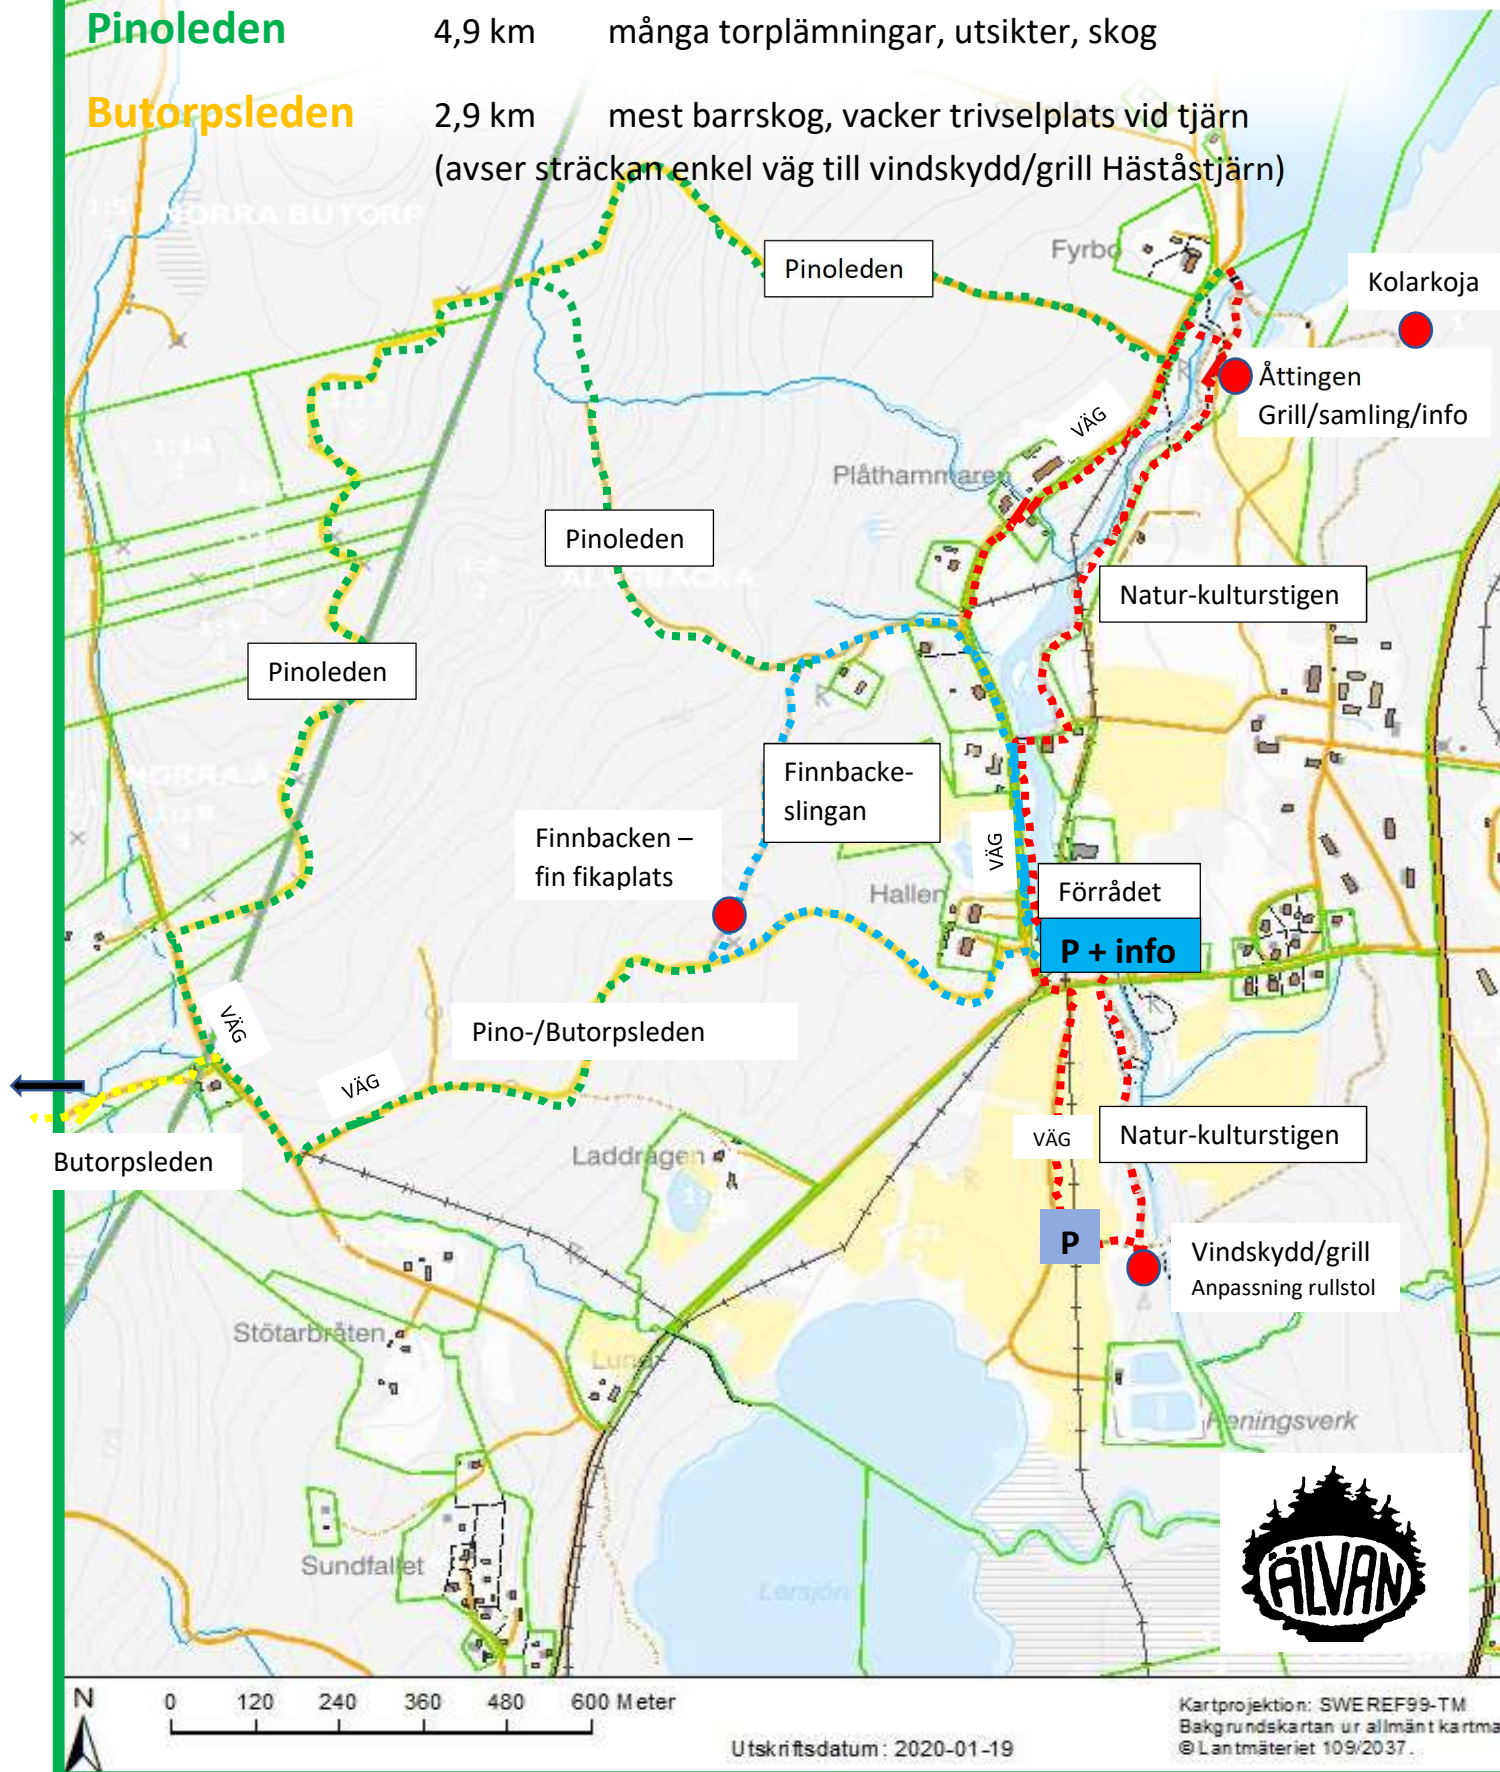 Pinoleden 4,9 km många torplämningar, utsikter, skog
Butorpsleden 2,9 km mest barrskog, vacker trivselplats vid tjärn
(avser sträckan enkel väg till vindskydd/grill Häståstjärn)
NORRA BUTORP
Fyrbo
Pinoleden
Kolarkoja
Åttingen
Grill/samling/info
VÄG
Plåthammaren
Pinoleden
Natur-kulturstigen
Pinoleden
Finnbacke-
slingan
Finnbacken –
fin fikaplats
VÄG
Hallen
Förrådet
P + info
VÄG
Pino-/Butorpsleden
VÄG
VÄG
Natur-kulturstigen
Butorpsleden
Laddragen
P
Vindskydd/grill
Anpassning rullstol
Stötarbråten
Lund
Reningsverk
Sundfallet
Lersjön
ÄLVAN
N
0 120 240 360 480 600 Meter
Utskriftsdatum: 2020-01-19
Kartprojektion: SWEREF99-TM
Bakgrundskartan ur allmänt kartma
© Lantmäteriet 109/2037.